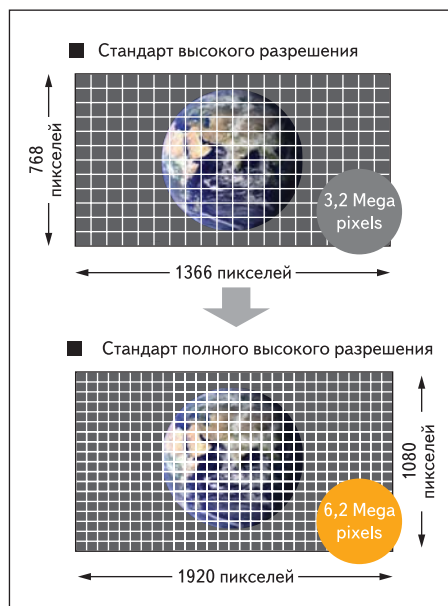 Стандарт высокого разрешения
768
пикселей
3,2 Mega
pixels
1366 пикселей
Стандарт полного высокого разрешения
1080
пикселей
6,2 Mega
pixels
1920 пикселей